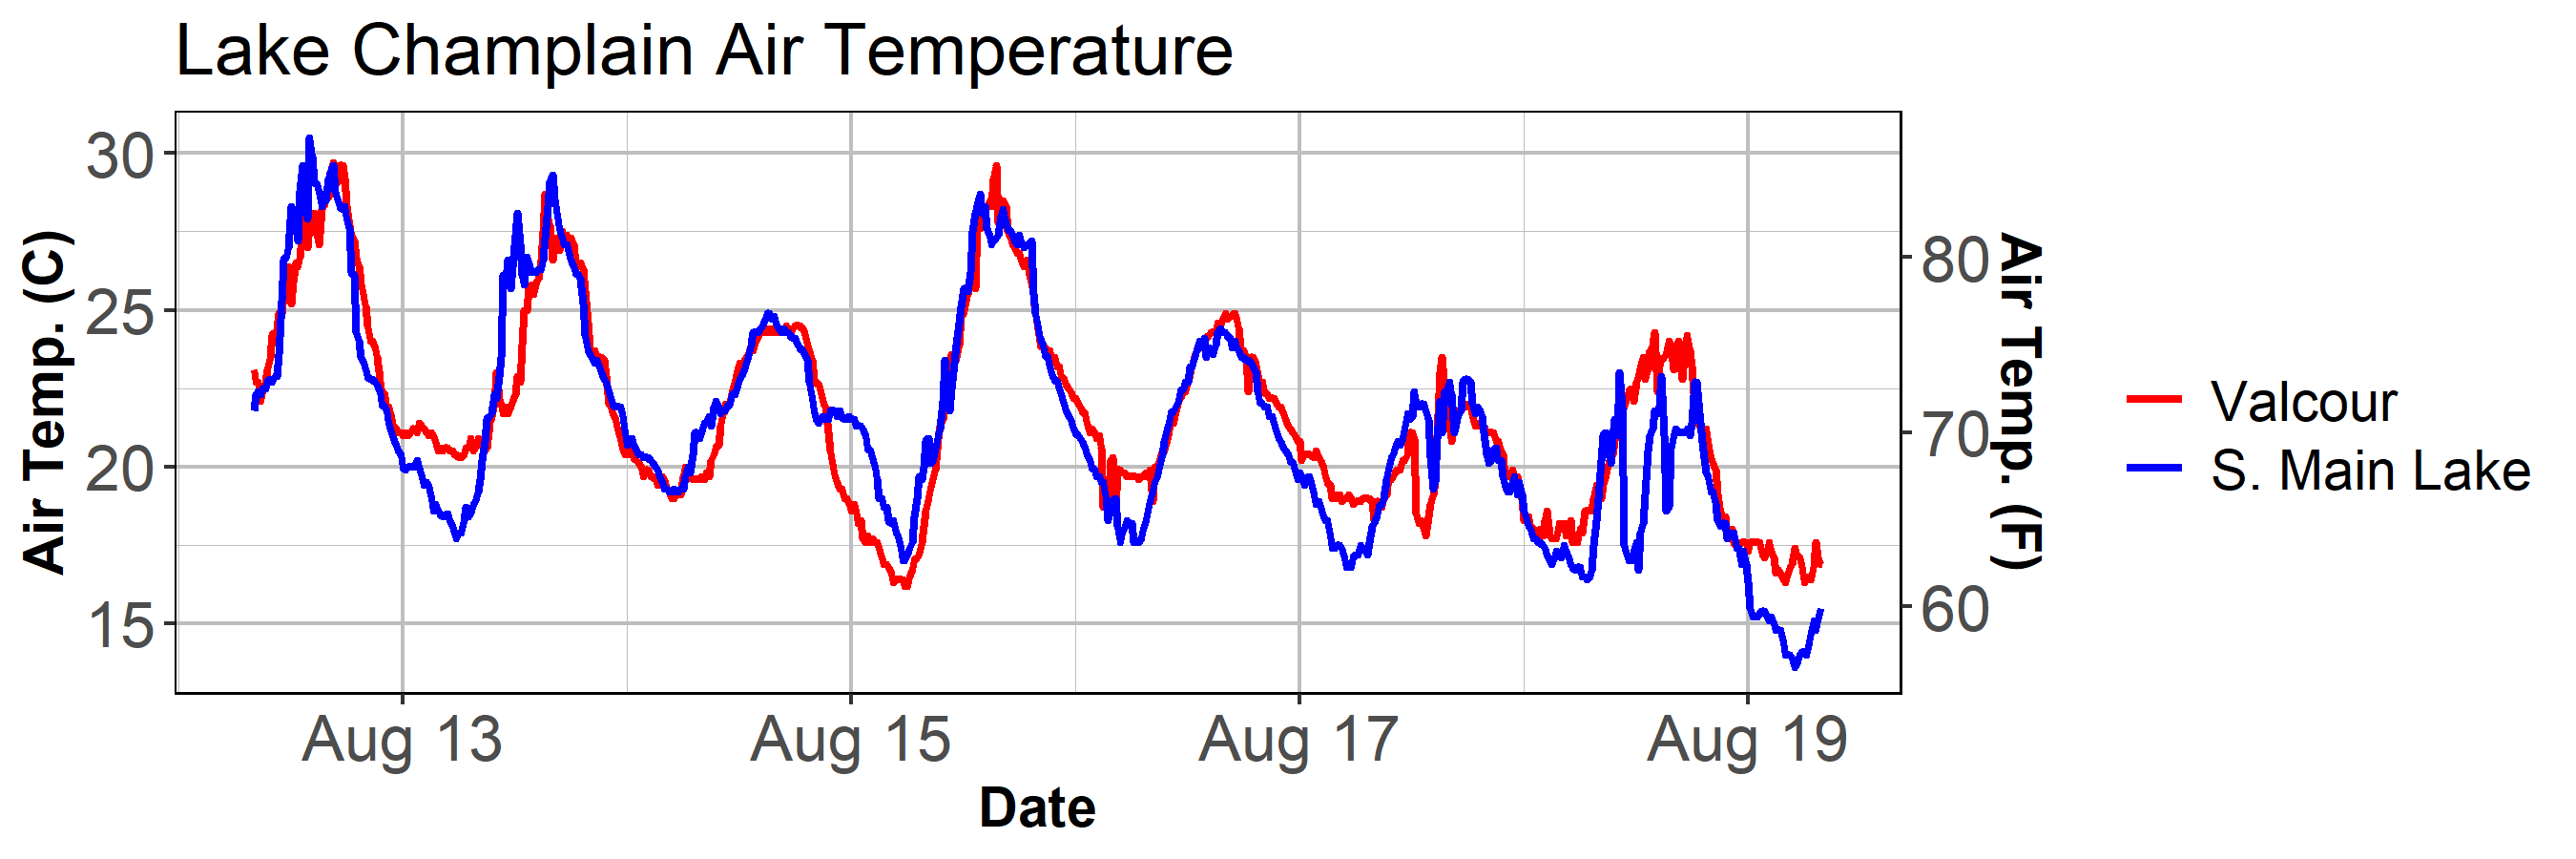 Lake Champlain Air Temperature
Air Temp. (C)
30
25
20
15
80
70
60
Air Temp. (F)
Aug 13
Aug 15
Aug 17
Aug 19
Date
Valcour
S. Main Lake